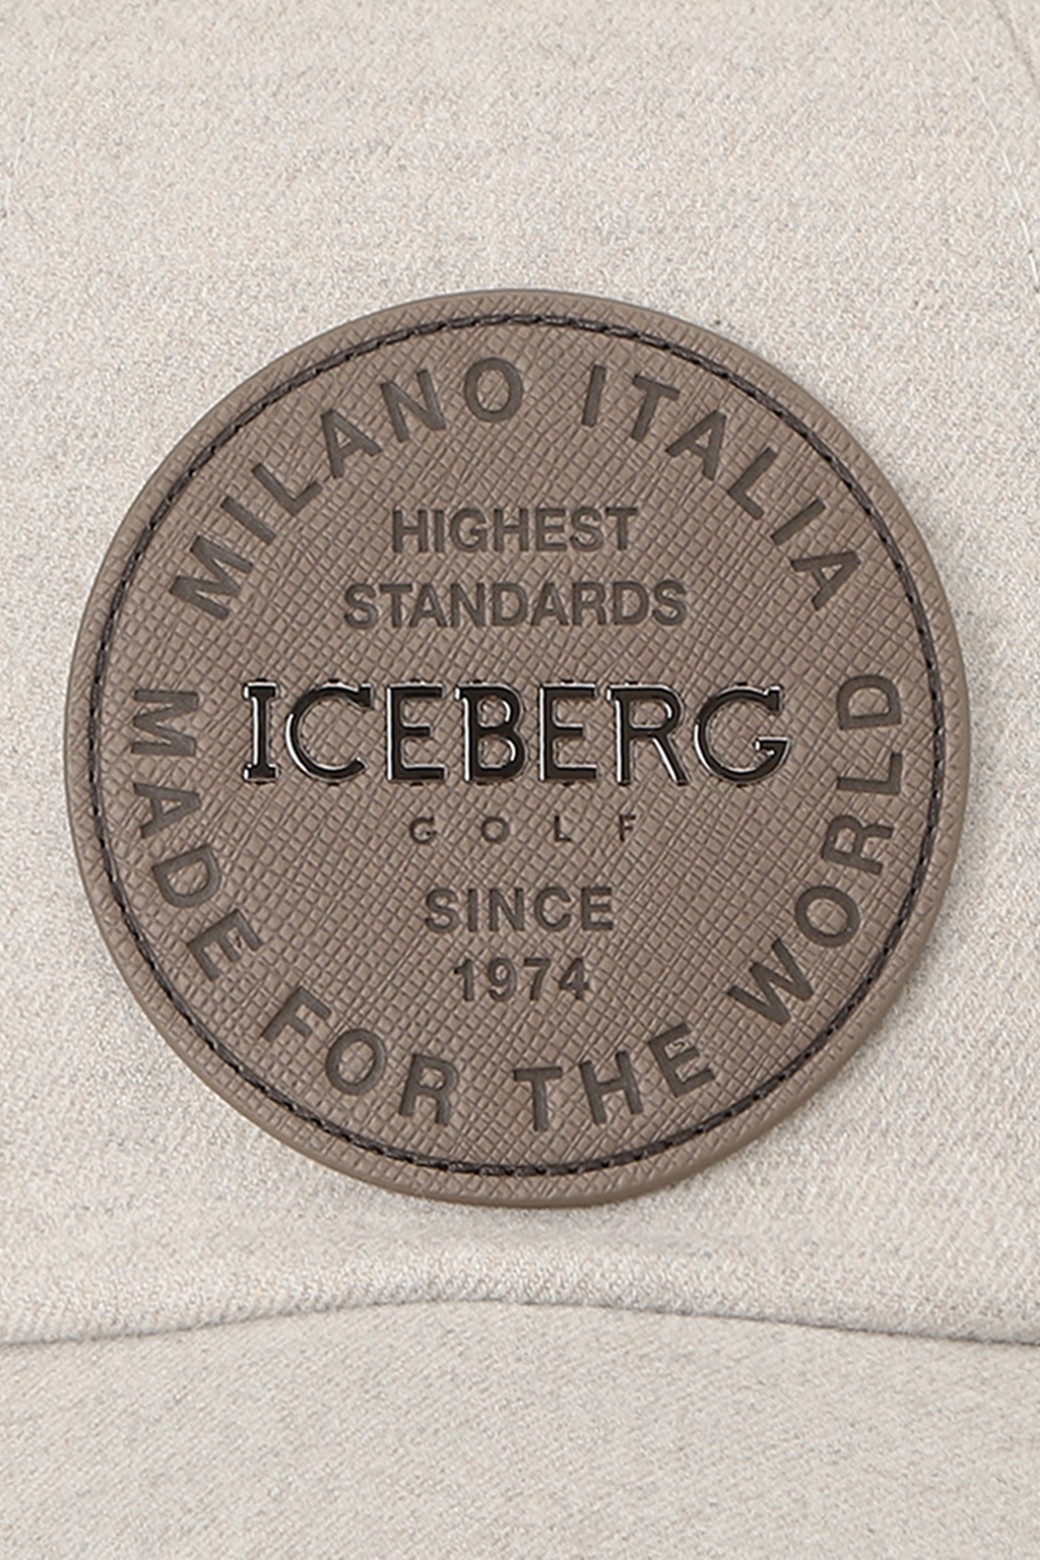 MILANO ITALIA
HIGHEST
STANDARDS
ICEBERG
GOLF
SINCE
1974
MADE FOR THE WORLD